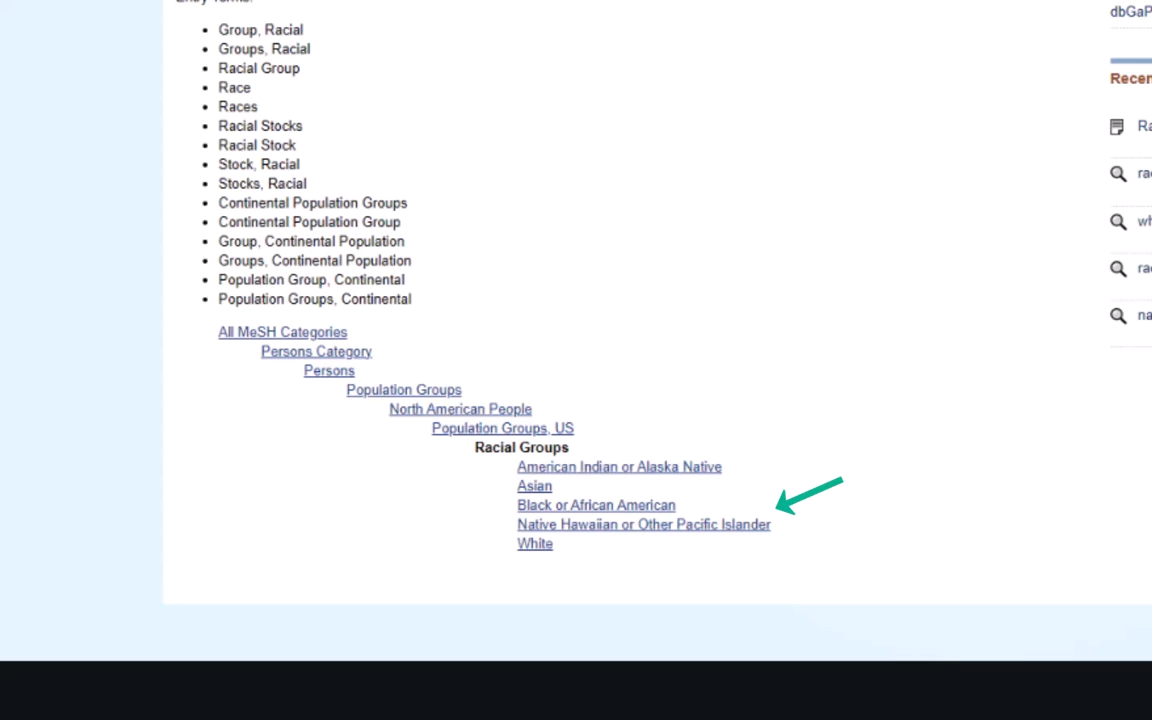 dbGaP
Group, Racial
Groups, Racial
Racial Group
Race
Races
Racial Stocks
Racial Stock
Stock, Racial
Stocks, Racial
Continental Population Groups
Continental Population Group
Group, Continental Population
Groups, Continental Population
Population Group, Continental
Population Groups, Continental
All MeSH Categories
Persons Category
Persons
Population Groups
North American People
Population Groups, US
Racial Groups
American Indian or Alaska Native
Asian
Black or African American
Native Hawaiian or Other Pacific Islander
White